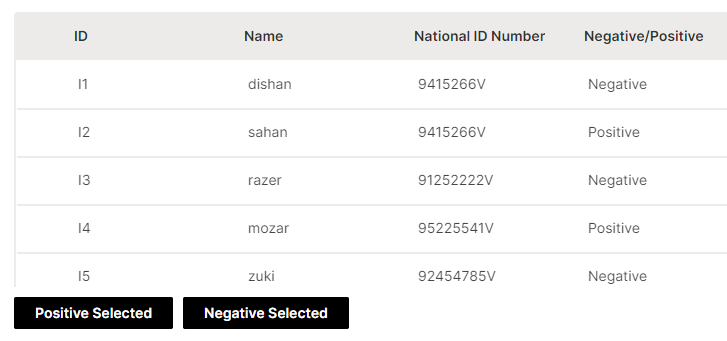 ID Name National ID Number Negative/Positive
I1 dishan 9415266V Negative
I2 sahan 9415266V Positive
I3 razer 91252222V Negative
I4 mozar 95225541V Positive
I5 zuki 92454785V Negative
Positive Selected Negative Selected